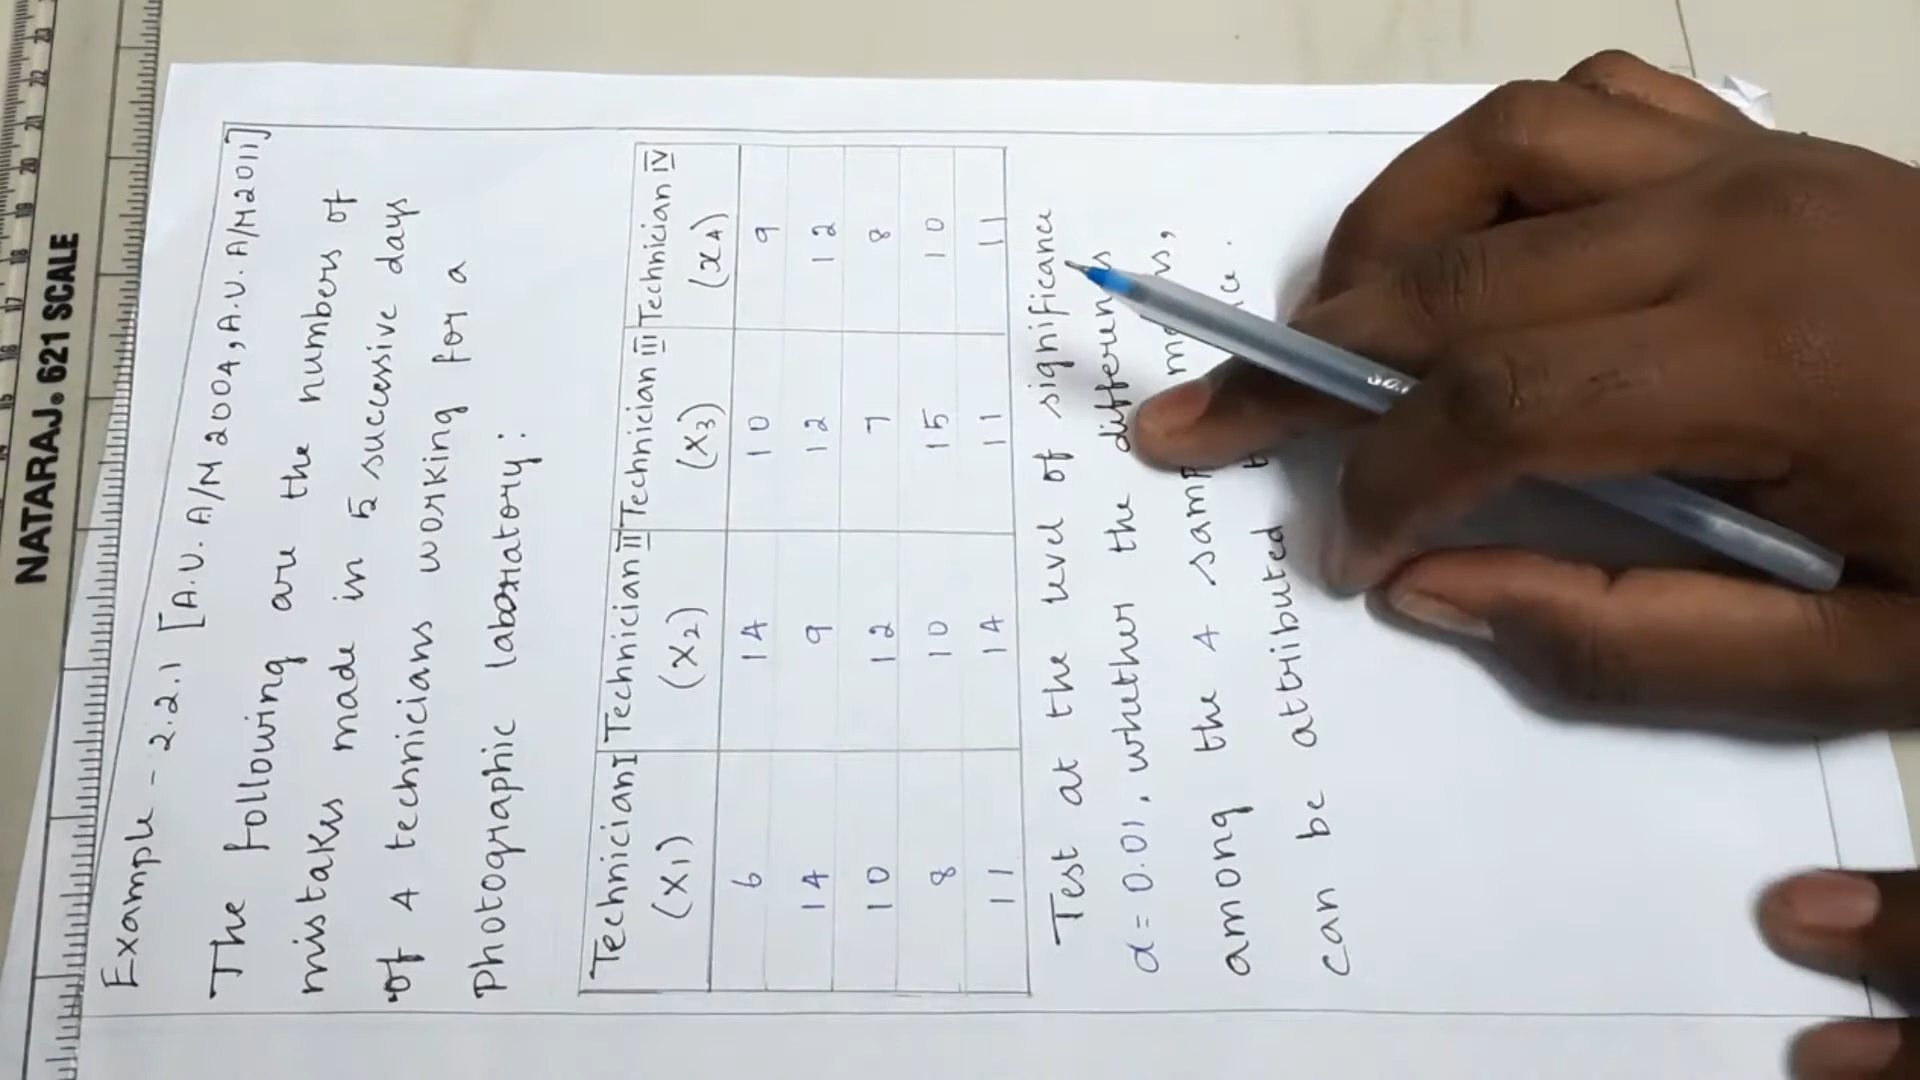 NATARAJ. 621 SCALE
Example - 2.2.1 [A.U. A/M 2004, A.U. A/M 2011]
The following are the numbers of
mistakes made in 5 successive days
of 4 technicians working for a
photographic laboratory:
Technician I Technician II Technician III Technician IV
(X1) (X2) (X3) (X4)
6 14 10 9
14 9 12 12
10 12 7 8
8 10 15 10
11 14 11 11
Test at the level of significance
α = 0.01, whether the differences
among the 4
can be attributed